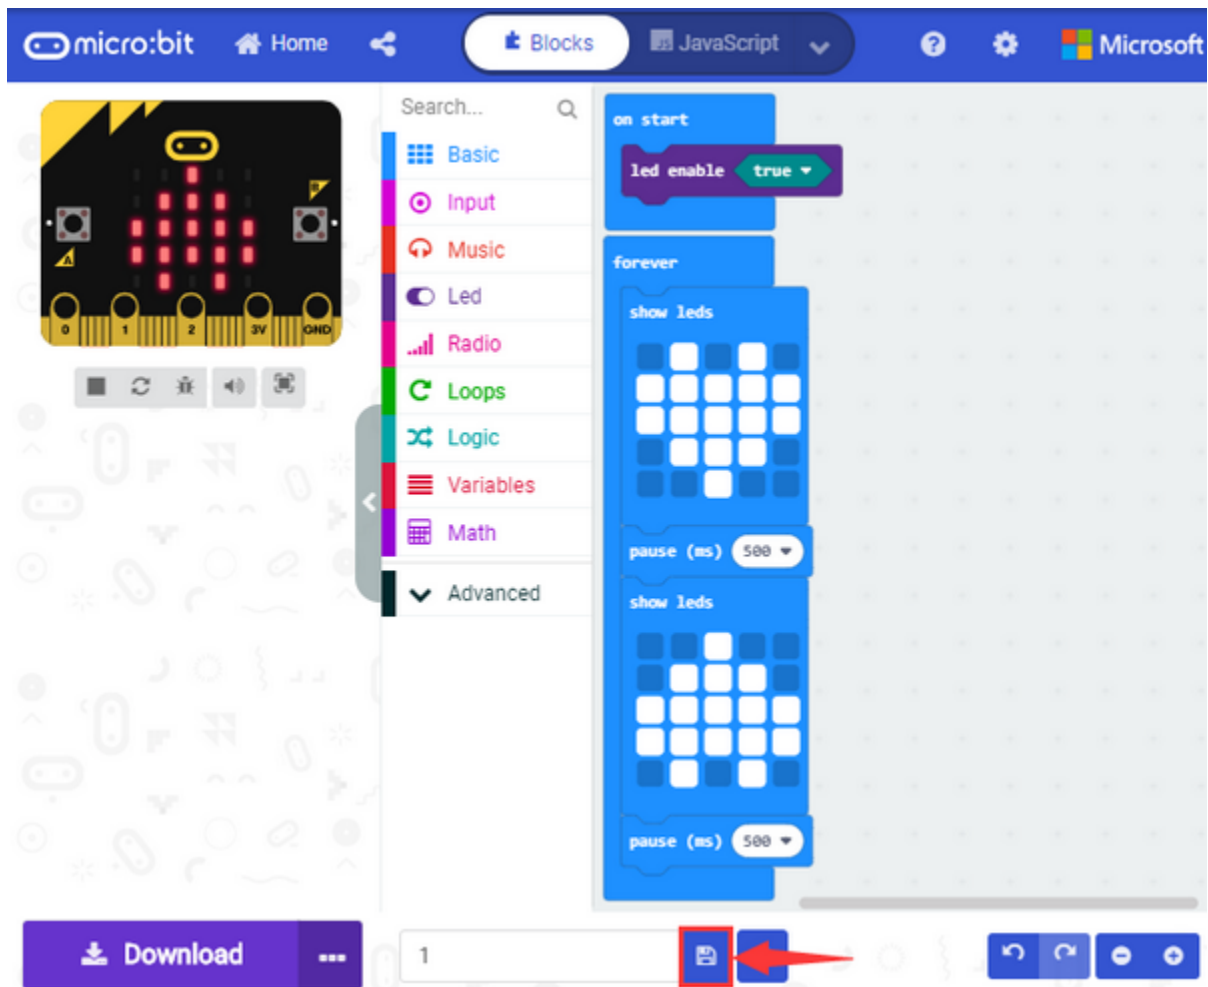 micro:bit Home Blocks JavaScript Microsoft
Search...
Basic
Input
Music
Led
Radio
Loops
Logic
Variables
Math
Advanced
B
A
0 1 2 3V GND
on start
led enable true
forever
show leds
pause (ms) 500
show leds
pause (ms) 500
Download ... 1